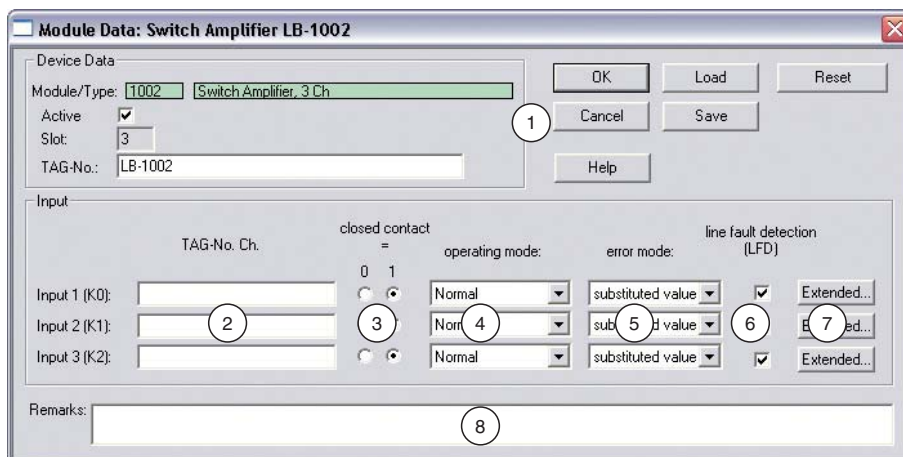 Module Data: Switch Amplifier LB-1002
Device Data
Module/Type: 1002 Switch Amplifier, 3 Ch
Active
Slot: 3
TAG-No.: LB-1002
OK Load Reset
1 Cancel Save
Help
Input
TAG-No. Ch. closed contact = operating mode: error mode: line fault detection (LFD)
0 1
Input 1 (K0): Normal substituted value Extended...
Input 2 (K1): 2 3 4 5 6 7
Input 3 (K2): Normal substituted value Extended...
Remarks: 8